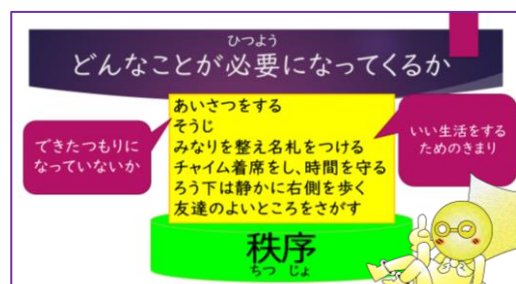 ひつよう
どんなことが必要になってくるか
できたつもりに
なっていないか
あいさつをする
そうじ
みなりを整え名札をつける
チャイム着席をし、時間を守る
ろう下は静かに右側を歩く
友達のよいところをさがす
いい生活をする
ためのきまり
秩序
ちつ じょ